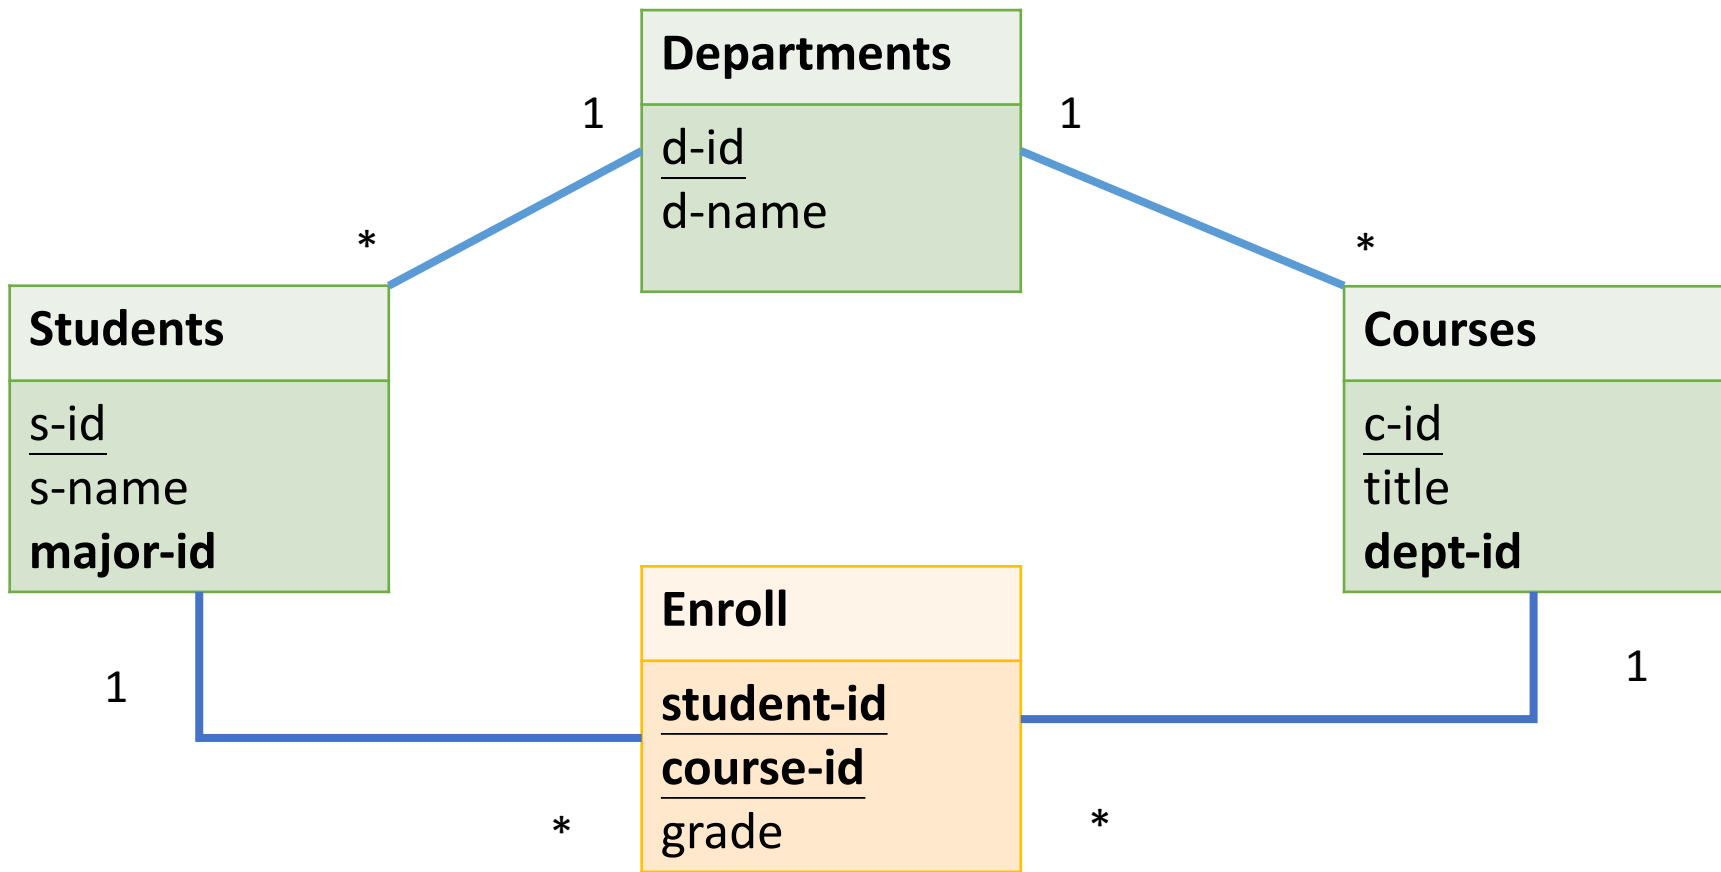 Departments
d-id
d-name
1
1
*
*
Students
s-id
s-name
major-id
Courses
c-id
title
dept-id
Enroll
student-id
course-id
grade
1
1
*
*